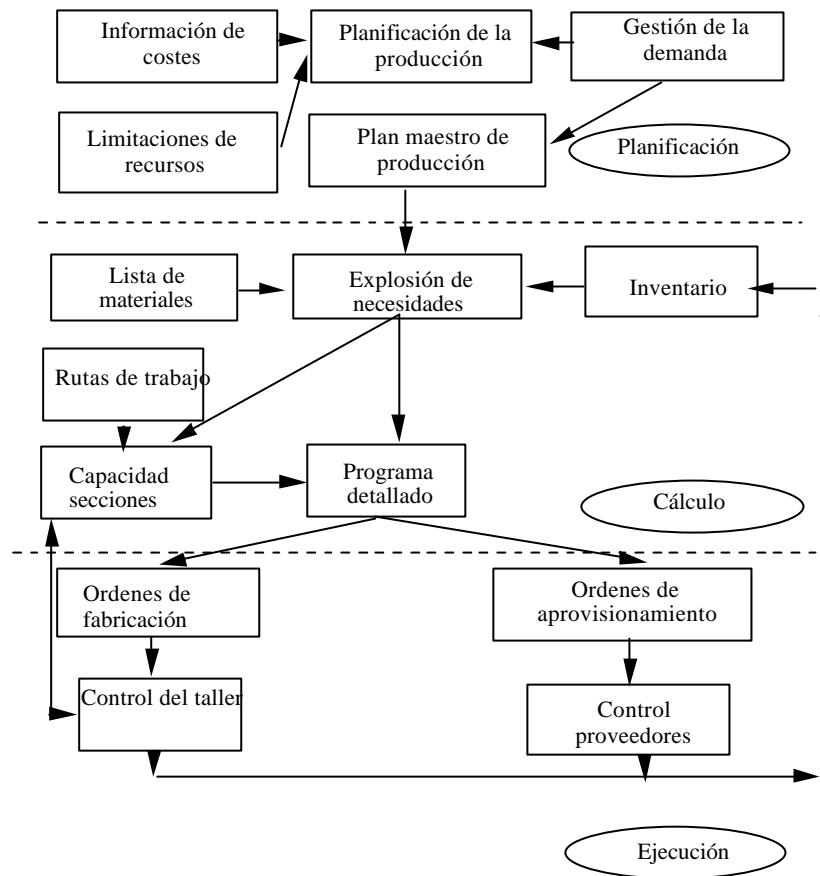 Información de
costes
Planificación de la
producción
Gestión de la
demanda
Limitaciones de
recursos
Plan maestro de
producción
Planificación
Lista de
materiales
Explosión de
necesidades
Inventario
Rutas de trabajo
Capacidad
secciones
Programa
detallado
Cálculo
Ordenes de
fabricación
Ordenes de
aprovisionamiento
Control del taller
Control
proveedores
Ejecución